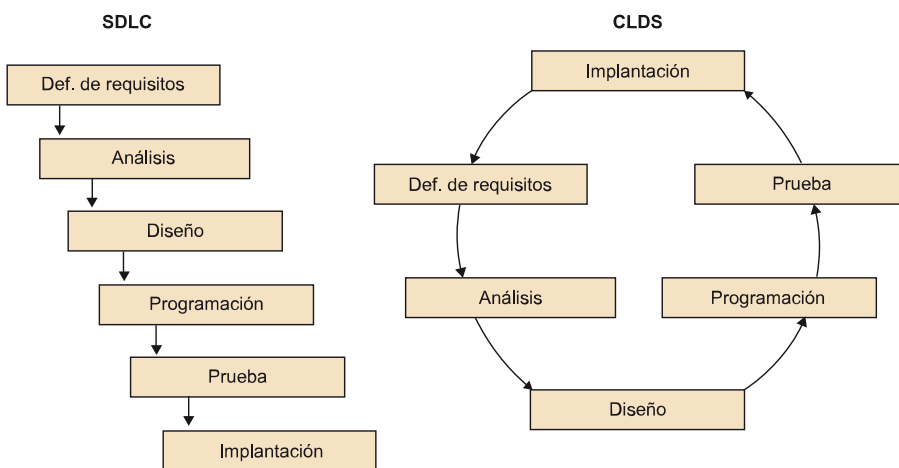 SDLC
Def. de requisitos
Análisis
Diseño
Programación
Prueba
Implantación
CLDS
Implantación
Def. de requisitos
Análisis
Diseño
Programación
Prueba